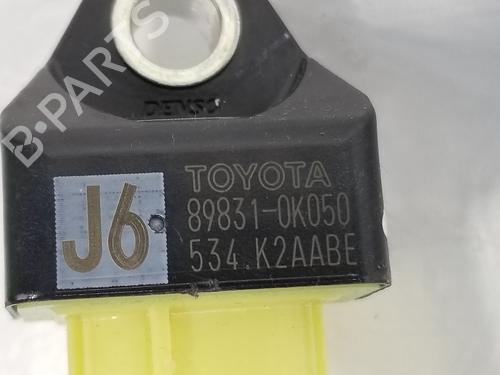 B-PARTS
DENSO
TOYOTA
J6
89831-0K050
534.K2AABE